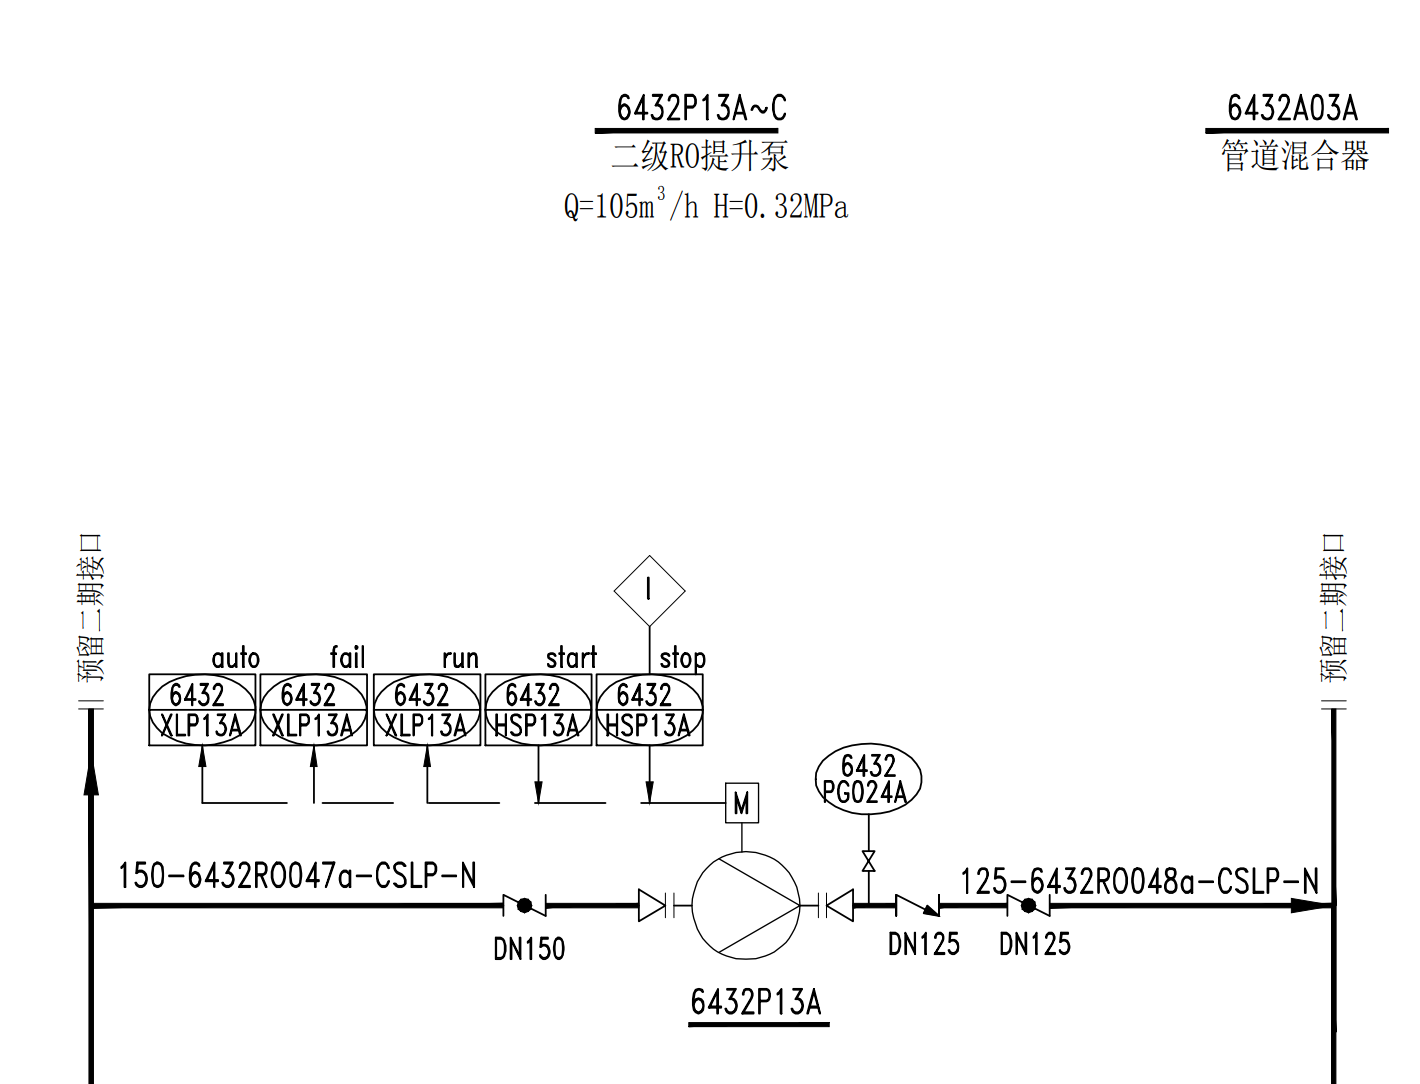 6432P13A~C
二级RO提升泵
Q=105m³/h H=0.32MPa
6432A03A
管道混合器
预留二期接口
预留二期接口
I
auto
fail
run
start
stop
6432
XLP13A
6432
XLP13A
6432
XLP13A
6432
HSP13A
6432
HSP13A
M
6432
PG024A
150-6432RO047a-CSLP-N
125-6432RO048a-CSLP-N
DN150
DN125
DN125
6432P13A